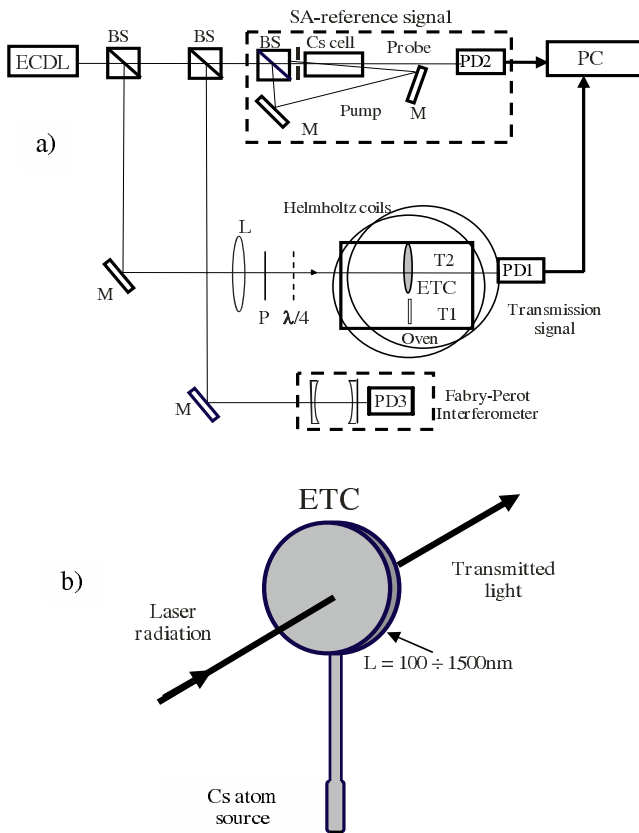 SA-reference signal
BS
BS
BS
Cs cell
Probe
ECDL
PD2
PC
Pump
M
M
a)
Helmholtz coils
L
T2
ETC
PD1
M
P
λ/4
T1
Transmission
signal
Oven
M
PD3
Fabry-Perot
Interferometer
ETC
b)
Transmitted
light
Laser
radiation
L = 100 ÷ 1500nm
Cs atom
source